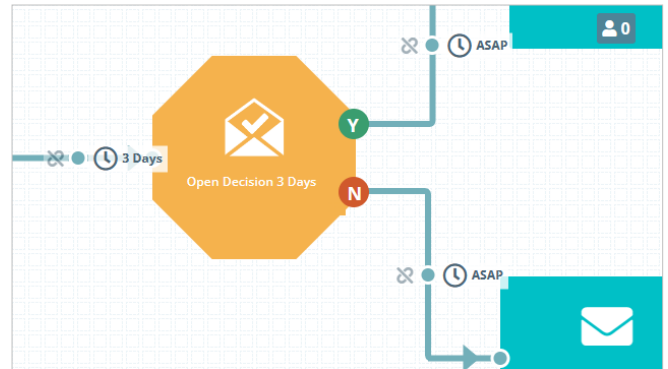 0
ASAP
Y
3 Days
Open Decision 3 Days
N
ASAP